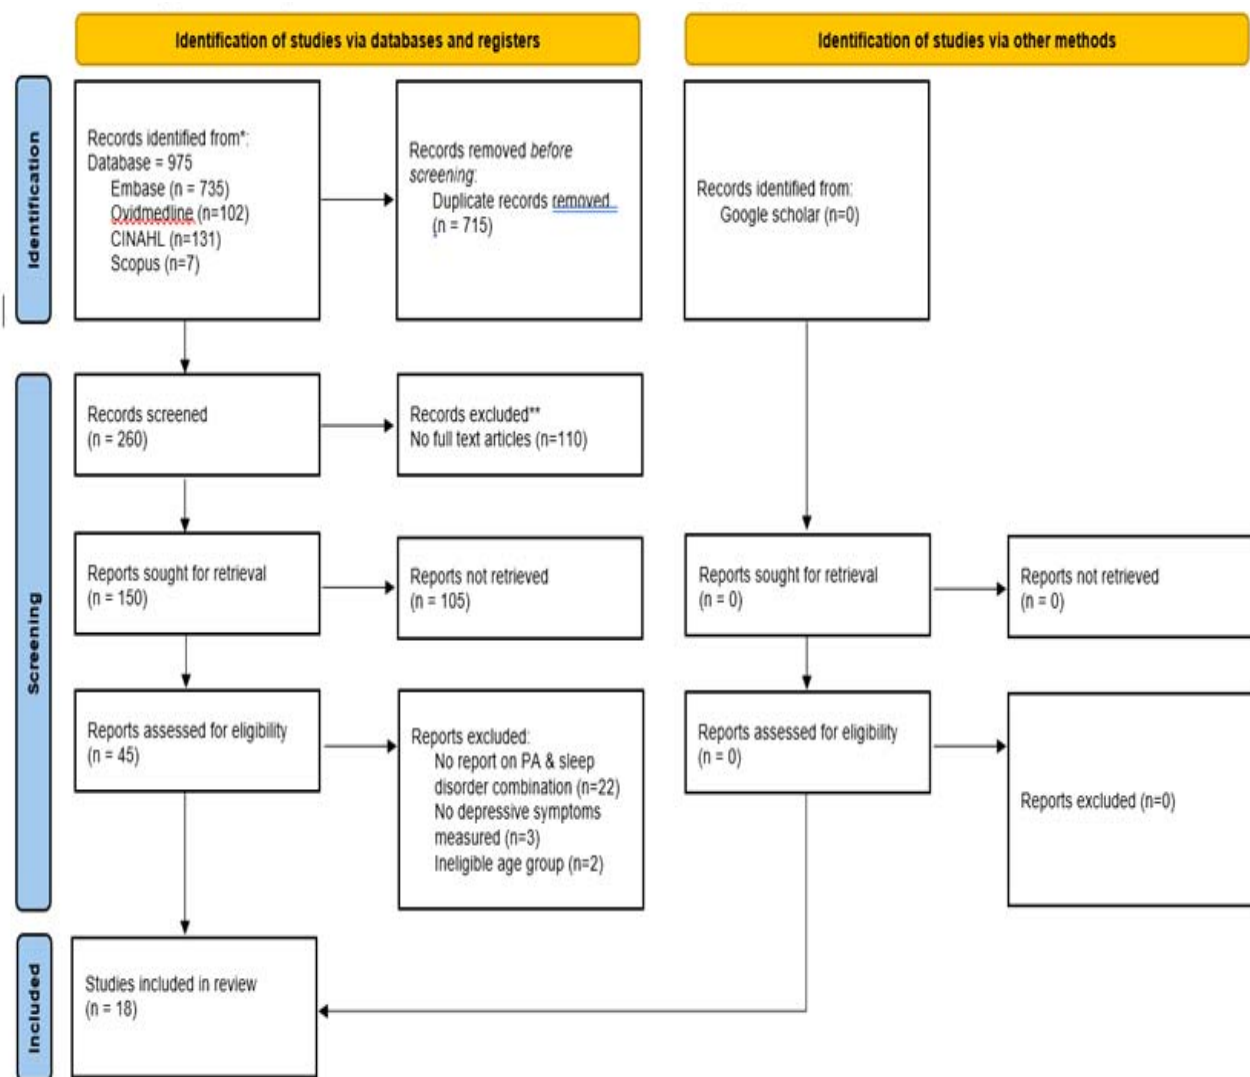 Identification of studies via databases and registers
Identification of studies via other methods
Identification
Records identified from*:
Database = 975
Embase (n = 735)
Ovidmedline (n=102)
CINAHL (n=131)
Scopus (n=7)
Records removed before
screening:
Duplicate records removed
(n = 715)
Records identified from:
Google scholar (n=0)
Screening
Records screened
(n = 260)
Records excluded**
No full text articles (n=110)
Reports sought for retrieval
(n = 150)
Reports not retrieved
(n = 105)
Reports sought for retrieval
(n = 0)
Reports not retrieved
(n = 0)
Reports assessed for eligibility
(n = 45)
Reports excluded:
No report on PA & sleep
disorder combination (n=22)
No depressive symptoms
measured (n=3)
Ineligible age group (n=2)
Reports assessed for eligibility
(n = 0)
Reports excluded (n=0)
Included
Studies included in review
(n = 18)